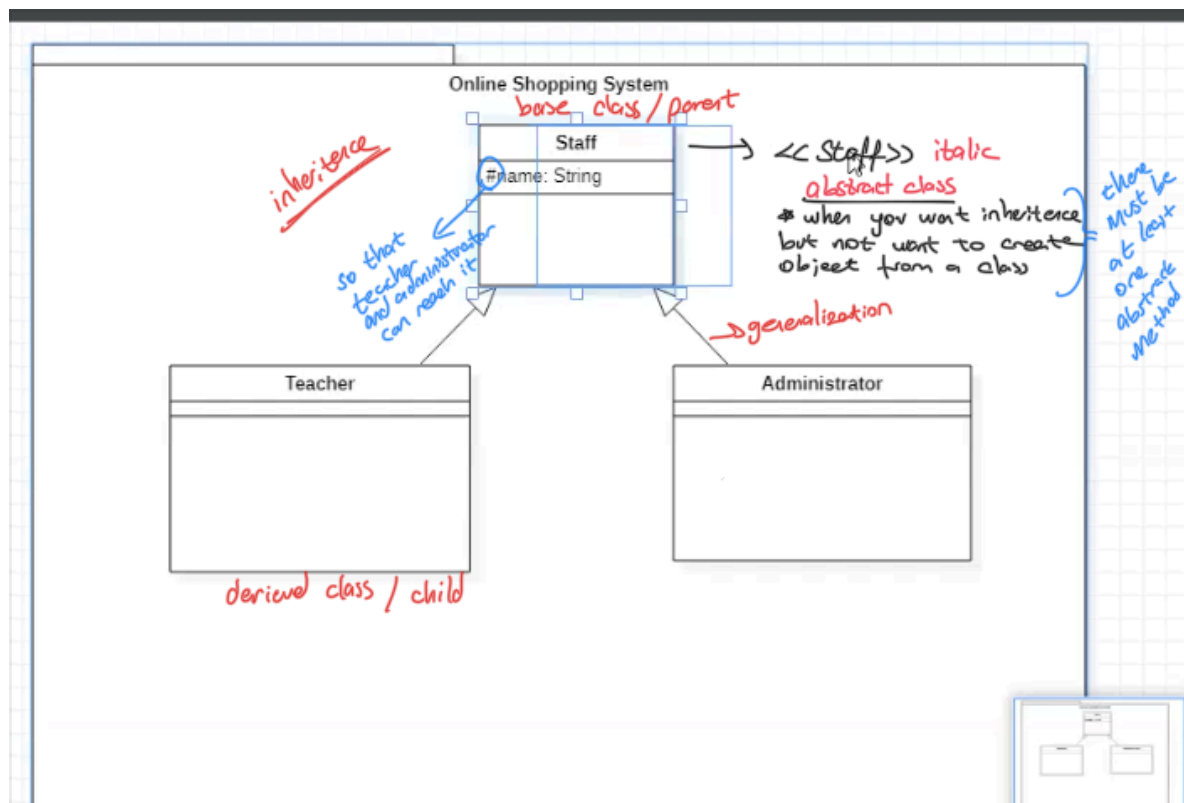 Online Shopping System
base class / parent
Staff
#name: String
inheritence
<< Staff >> italic
abstract class
* when you want inheritence
but not want to create
object from a class
there
must be
at least
one
abstract
method
so that
teacher
and administrator
can reach it
generalization
Teacher
Administrator
derived class / child